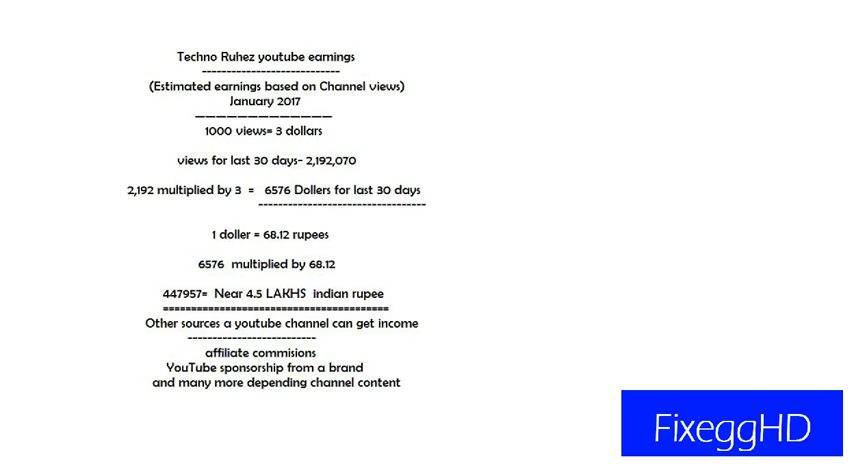 Techno Ruhez youtube earnings
----------------------------
(Estimated earnings based on Channel views)
January 2017
—————————————
1000 views= 3 dollars
views for last 30 days- 2,192,070
2,192 multiplied by 3 = 6576 Dollers for last 30 days
----------------------------------
1 doller = 68.12 rupees
6576 multiplied by 68.12
447957= Near 4.5 LAKHS indian rupee
=========================================
Other sources a youtube channel can get income
--------------------------
affiliate commisions
YouTube sponsorship from a brand
and many more depending channel content
FixeggHD